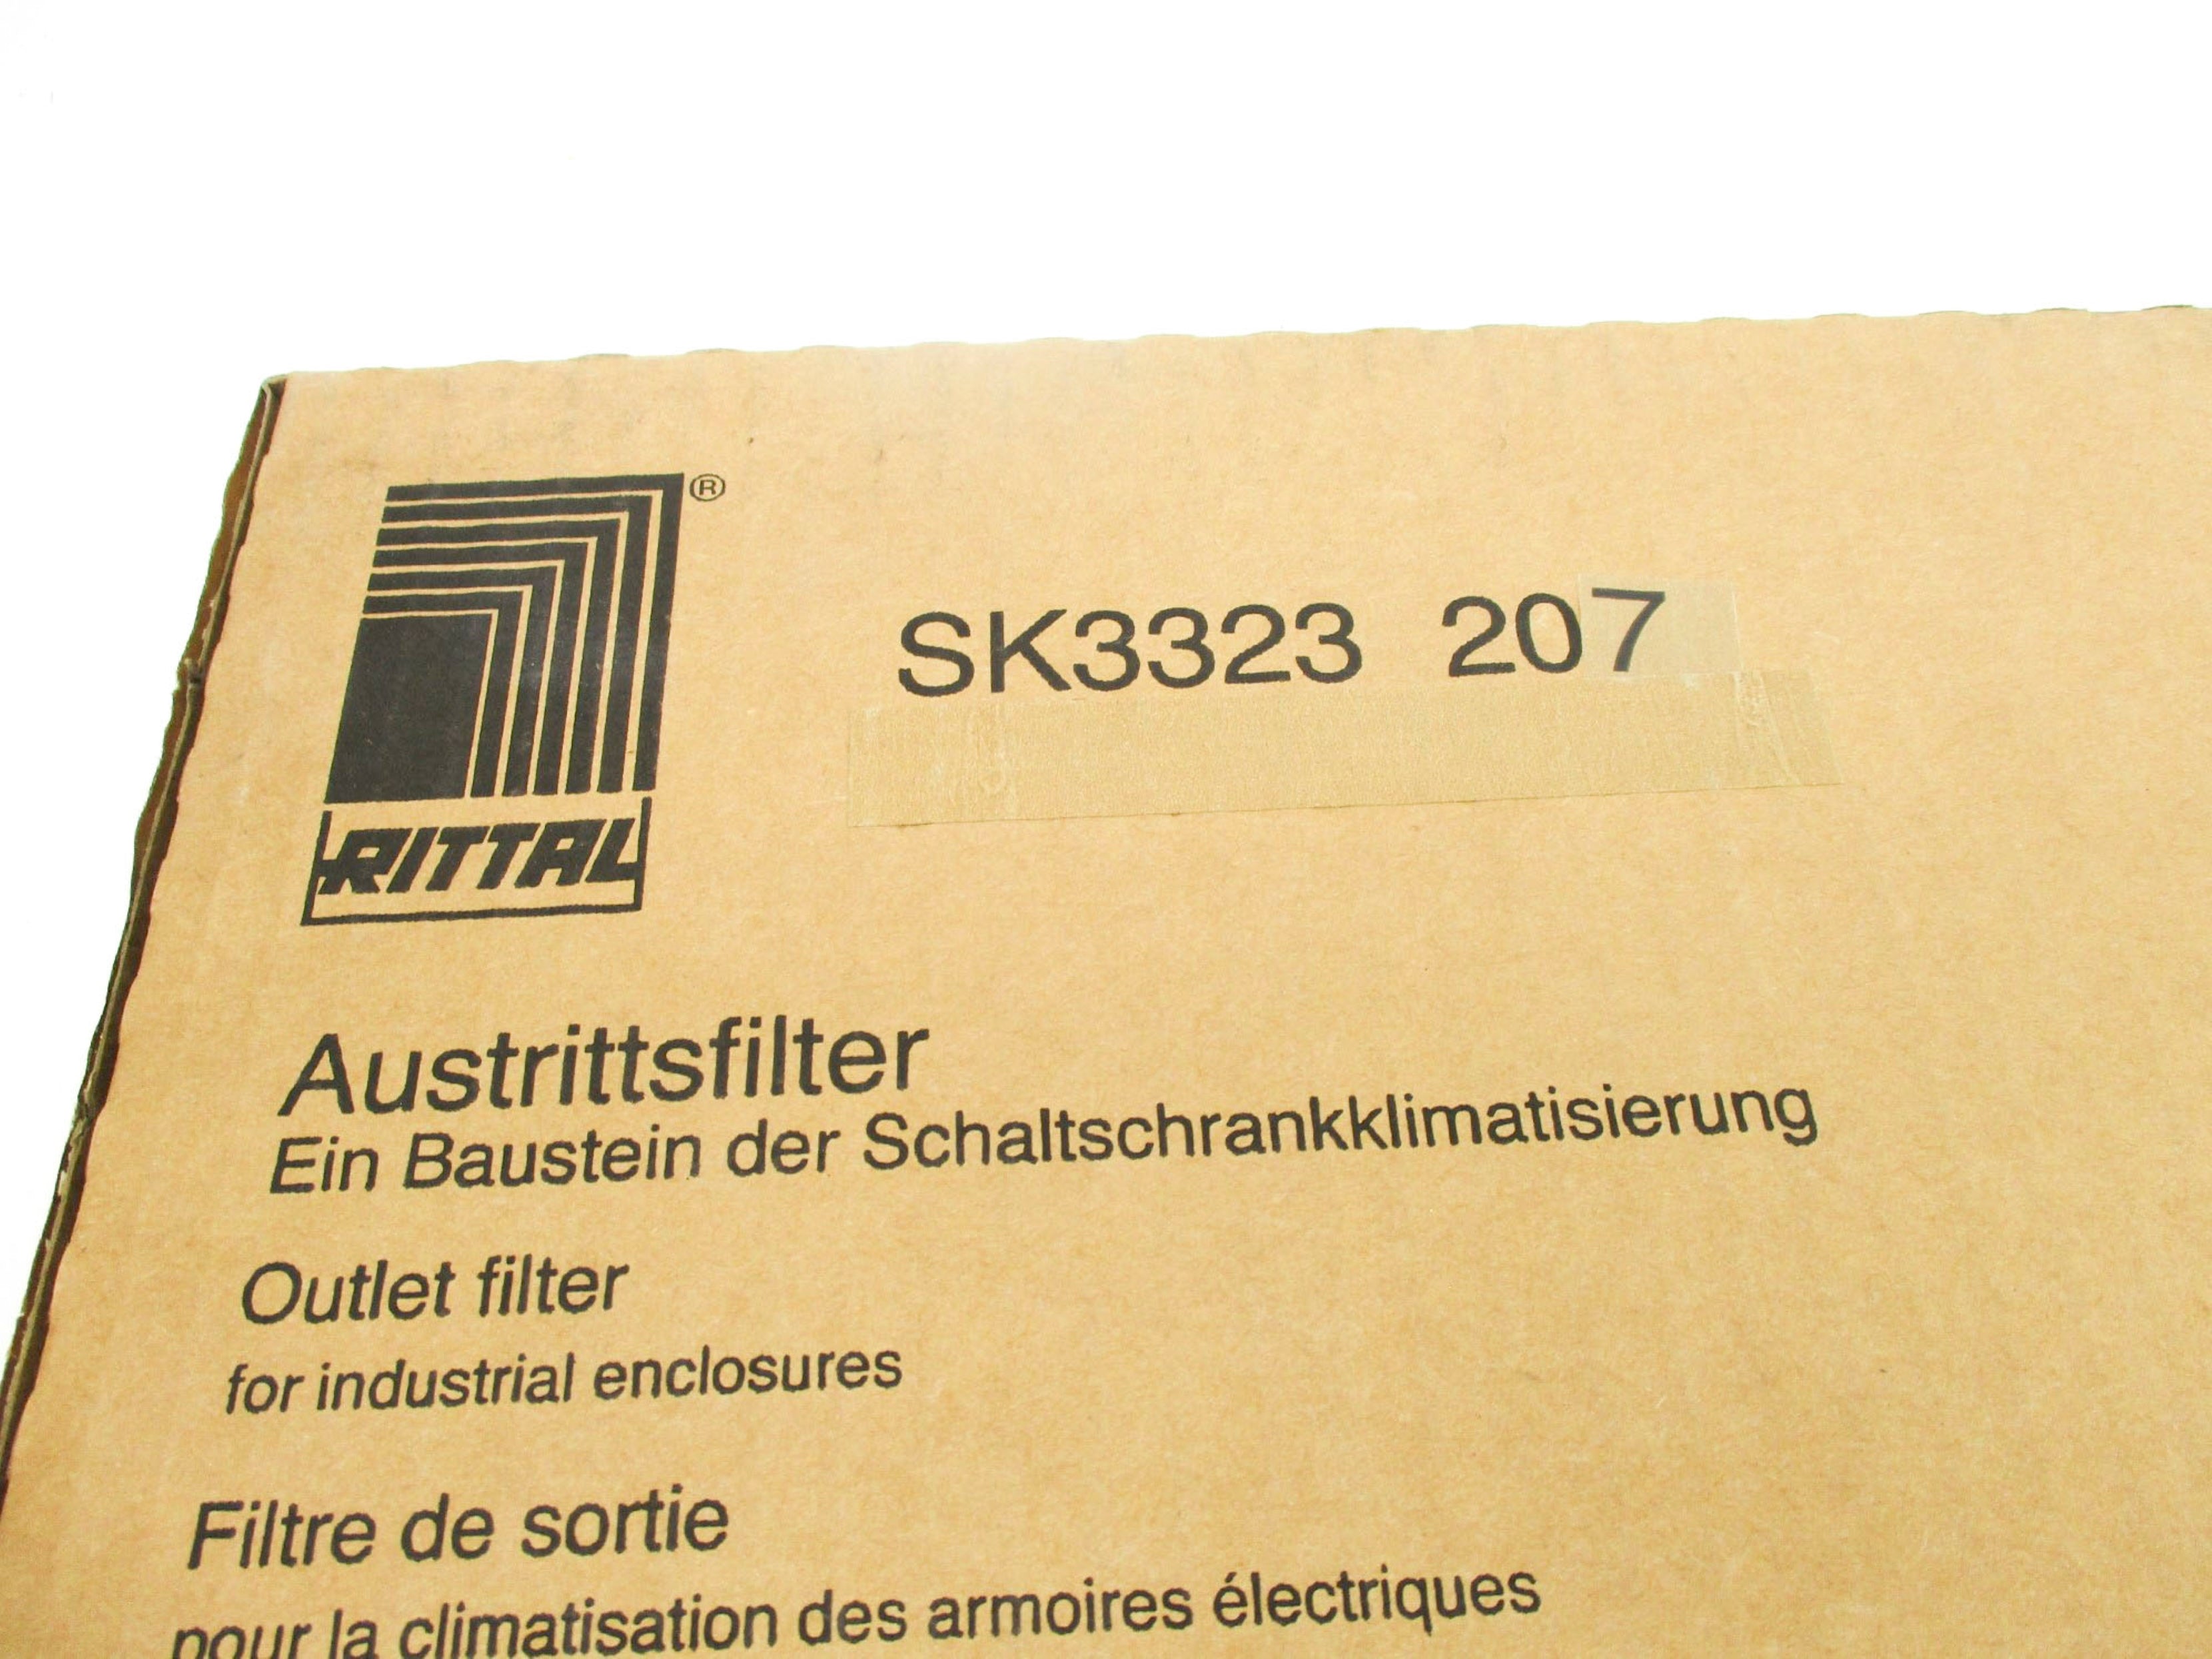 ®
SK3323 207
RITTAL
Austrittsfilter
Ein Baustein der Schaltschrankklimatisierung
Outlet filter
for industrial enclosures
Filtre de sortie
pour la climatisation des armoires électriques